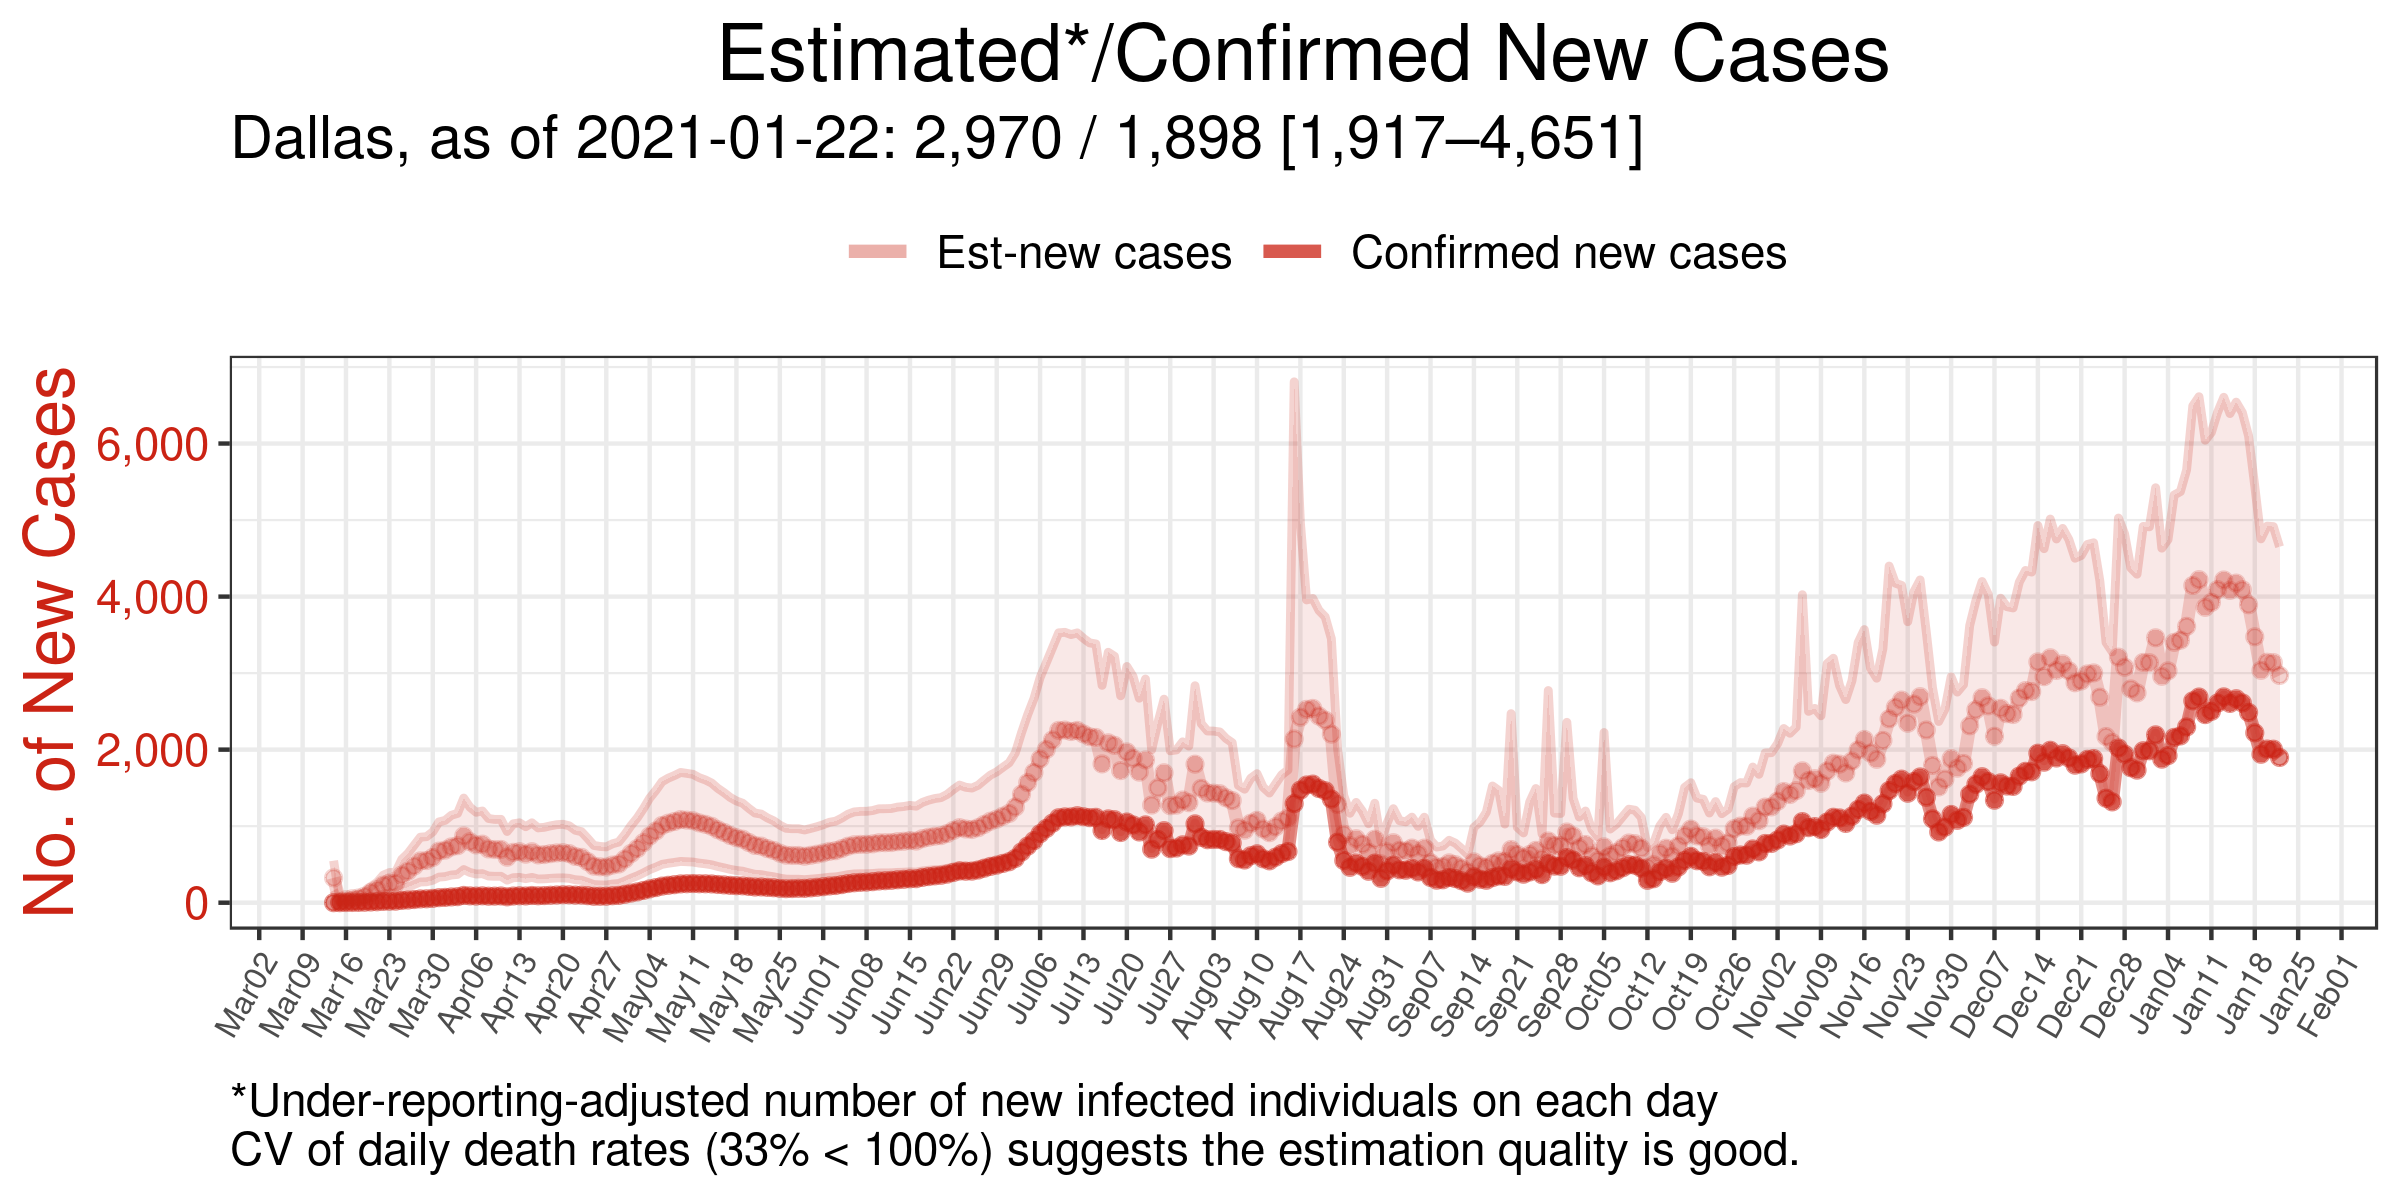 Estimated*/Confirmed New Cases
Dallas, as of 2021-01-22: 2,970 / 1,898 [1,917–4,651]
Est-new cases Confirmed new cases
No. of New Cases
6,000
4,000
2,000
0
Mar02 Mar09 Mar16 Mar23 Mar30 Apr06 Apr13 Apr20 Apr27 May04 May11 May18 May25 Jun01 Jun08 Jun15 Jun22 Jun29 Jul06 Jul13 Jul20 Jul27 Aug03 Aug10 Aug17 Aug24 Aug31 Sep07 Sep14 Sep21 Sep28 Oct05 Oct12 Oct19 Oct26 Nov02 Nov09 Nov16 Nov23 Nov30 Dec07 Dec14 Dec21 Dec28 Jan04 Jan11 Jan18 Jan25 Feb01
*Under-reporting-adjusted number of new infected individuals on each day
CV of daily death rates (33% < 100%) suggests the estimation quality is good.